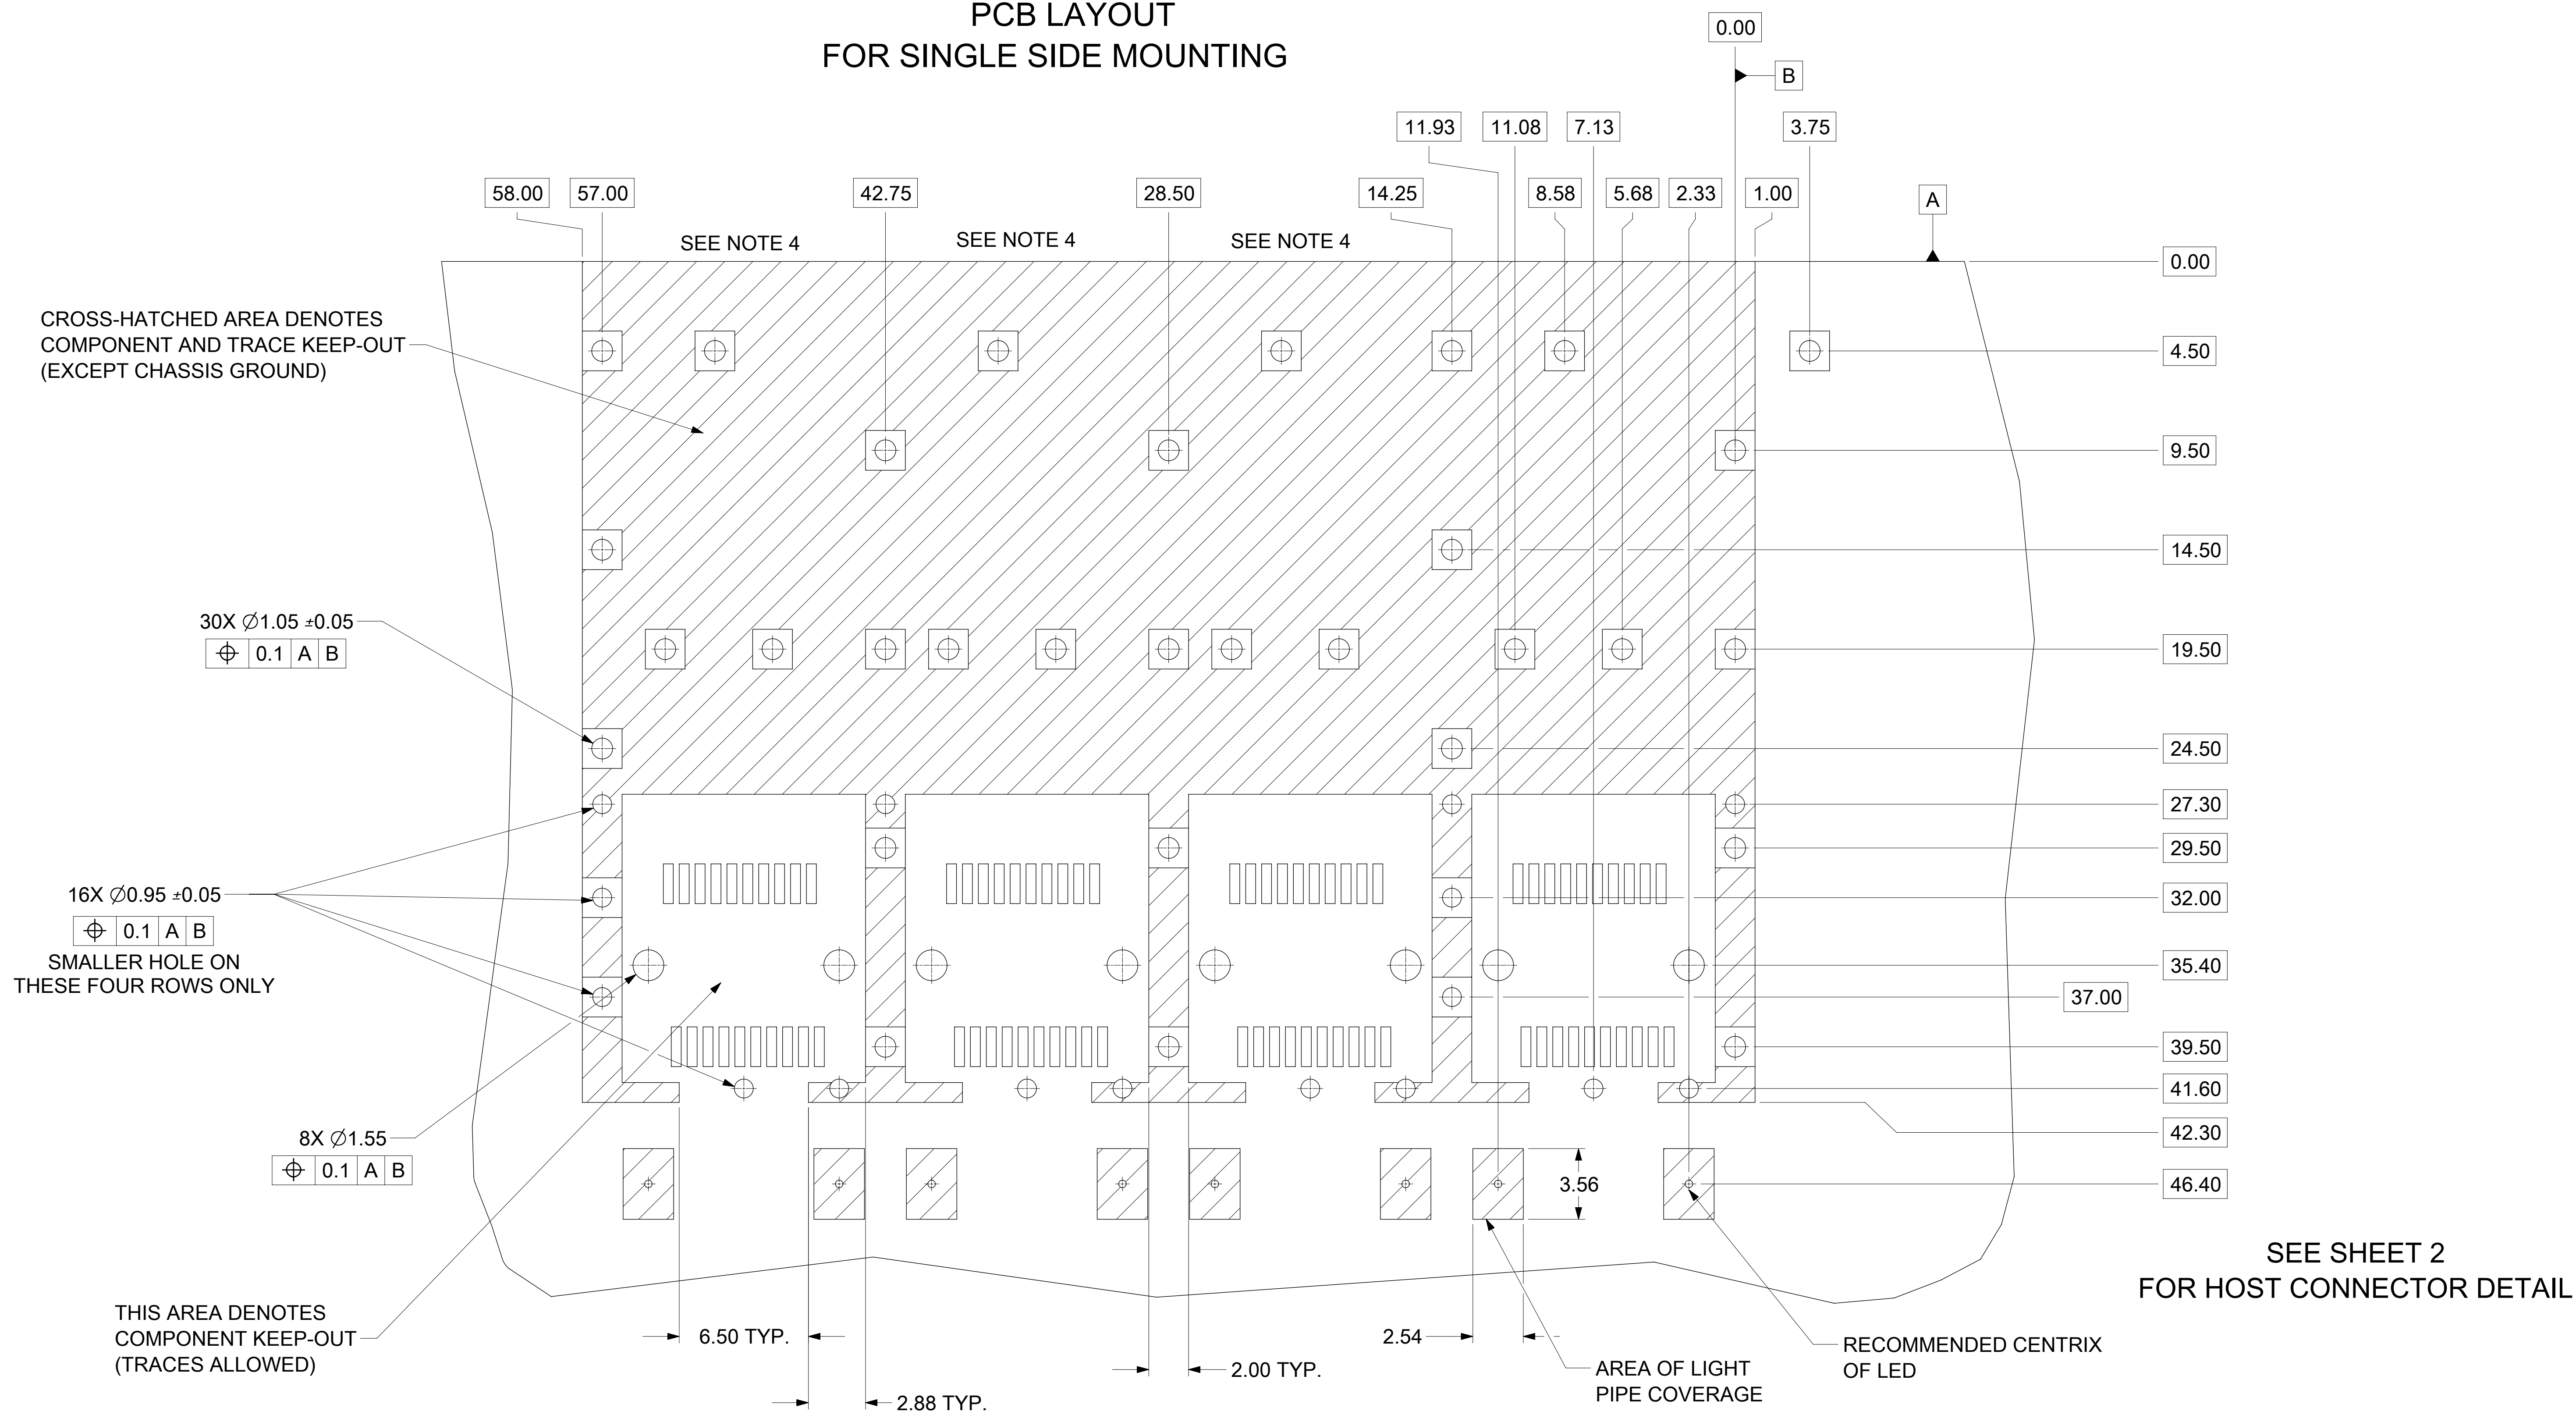 PCB LAYOUT
FOR SINGLE SIDE MOUNTING
0.00
B
11.93
11.08
7.13
3.75
58.00
57.00
42.75
28.50
14.25
8.58
5.68
2.33
1.00
A
SEE NOTE 4
SEE NOTE 4
SEE NOTE 4
0.00
CROSS-HATCHED AREA DENOTES
COMPONENT AND TRACE KEEP-OUT
(EXCEPT CHASSIS GROUND)
4.50
9.50
14.50
30X ∅1.05 ±0.05
⌖ 0.1 A B
19.50
24.50
27.30
29.50
16X ∅0.95 ±0.05
⌖ 0.1 A B
SMALLER HOLE ON
THESE FOUR ROWS ONLY
32.00
35.40
37.00
39.50
41.60
42.30
8X ∅1.55
⌖ 0.1 A B
3.56
46.40
SEE SHEET 2
FOR HOST CONNECTOR DETAIL
THIS AREA DENOTES
COMPONENT KEEP-OUT
(TRACES ALLOWED)
6.50 TYP.
2.54
2.00 TYP.
2.88 TYP.
AREA OF LIGHT
PIPE COVERAGE
RECOMMENDED CENTRIX
OF LED